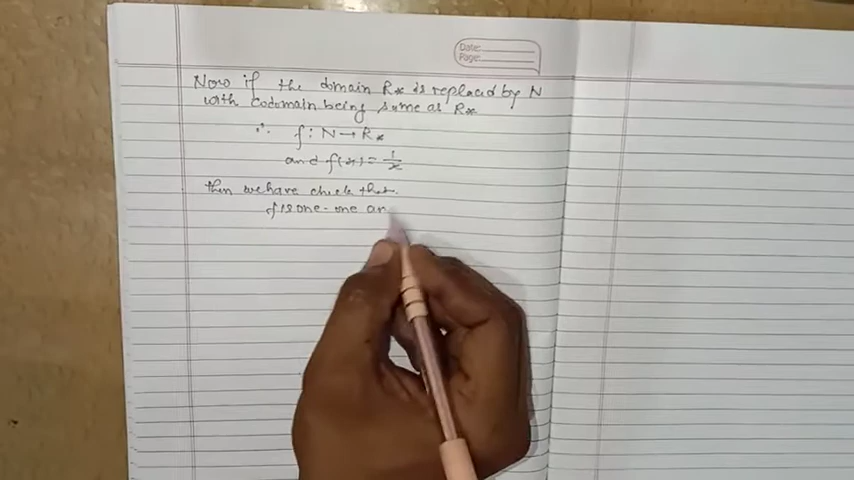 Date:
Page:
Now if the domain R* is replaced by N
with codomain being same as R*
∴ f : N → R*
and f(x) = 1/x
then we have check that
f is one-one an